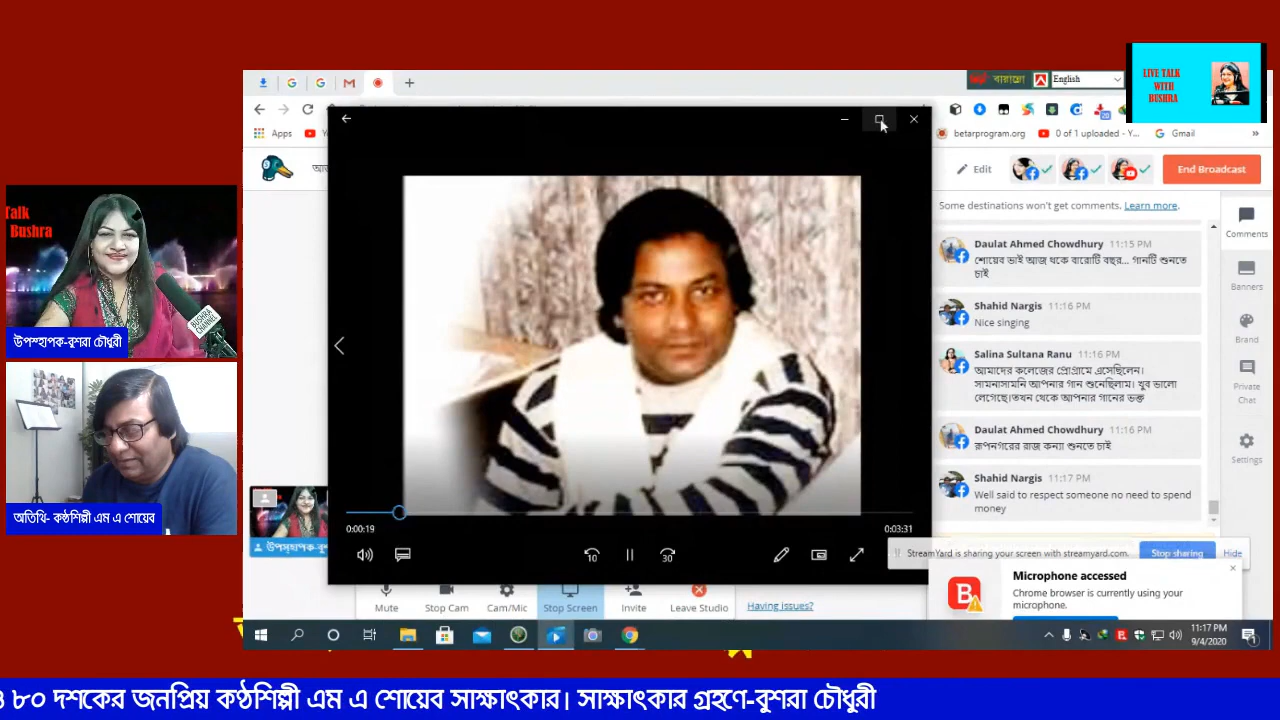 LIVE TALK
WITH
BUSHRA
English
Apps
betarprogram.org
0 of 1 uploaded - Y...
Gmail
»
Edit
End Broadcast
Some destinations won't get comments. Learn more.
Comments
Daulat Ahmed Chowdhury 11:15 PM
শোয়েব ভাই আজ থকে বারোটি বছর... গানটি শুনতে
চাই
Banners
Shahid Nargis 11:16 PM
Nice singing
Brand
Salina Sultana Ranu 11:16 PM
আমাদের কলেজের প্রোগ্রামে এসেছিলেন।
সামনাসামনি আপনার গান শুনেছিলাম। খুব ভালো
লেগেছে।তখন থেকে আপনার গানের ভক্ত
Private
Chat
Daulat Ahmed Chowdhury 11:16 PM
রুপনগরের রাজ কন্যা শুনতে চাই
Settings
Shahid Nargis 11:17 PM
Well said to respect someone no need to spend
money
Talk
Bushra
BUSHRA
CHANNEL
উপস্হাপক-বুশরা চৌধুরী
অতিথি- কণ্ঠশিল্পী এম এ শোয়েব
0:00:19
0:03:31
10
30
StreamYard is sharing your screen with streamyard.com.
Stop sharing
Hide
Microphone accessed
Chrome browser is currently using your
microphone.
Mute
Stop Cam
Cam/Mic
Stop Screen
Invite
Leave Studio
Having issues?
11:17 PM
9/4/2020
৮০ দশকের জনপ্রিয় কণ্ঠশিল্পী এম এ শোয়েব সাক্ষাৎকার। সাক্ষাৎকার গ্রহণে-বুশরা চৌধুরী